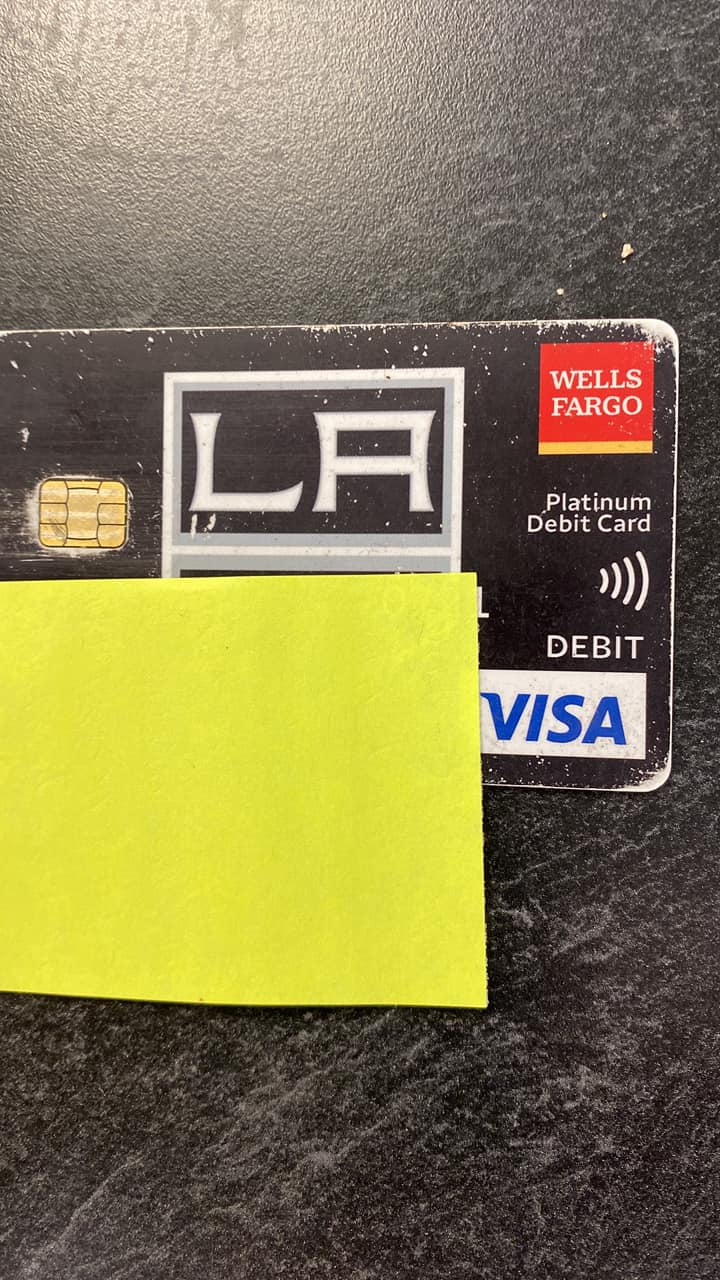 LA
WELLS
FARGO
Platinum
Debit Card
DEBIT
VISA